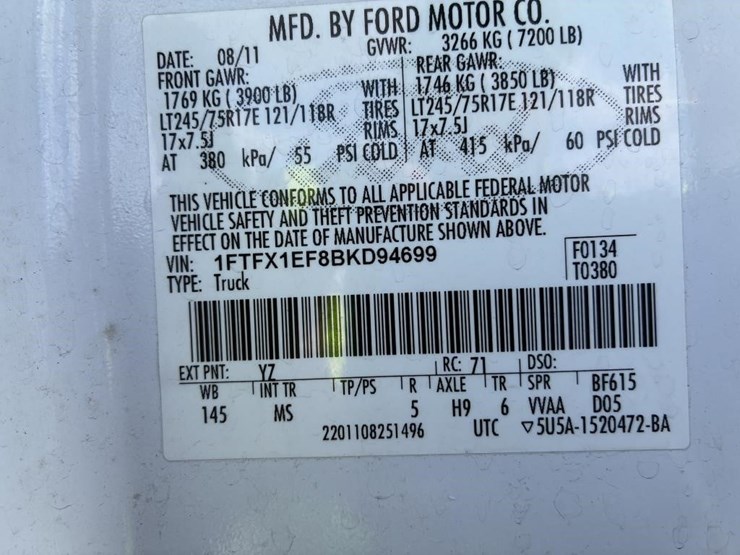 MFD. BY FORD MOTOR CO.
DATE: 08/11 GVWR: 3266 KG ( 7200 LB)
FRONT GAWR: REAR GAWR:
1769 KG ( 3900 LB) WITH 1746 KG ( 3850 LB) WITH
LT245/75R17E 121/118R TIRES LT245/75R17E 121/118R TIRES
17x7.5J RIMS 17x7.5J RIMS
AT 380 kPa/ 55 PSI COLD AT 415 kPa/ 60 PSI COLD
THIS VEHICLE CONFORMS TO ALL APPLICABLE FEDERAL MOTOR
VEHICLE SAFETY AND THEFT PREVENTION STANDARDS IN
EFFECT ON THE DATE OF MANUFACTURE SHOWN ABOVE.
VIN: 1FTFX1EF8BKD94699 F0134
TYPE: Truck T0380
EXT PNT: YZ RC: 71 DSO:
WB INT TR TP/PS R AXLE TR SPR BF615
145 MS 5 H9 6 VVAA D05
2201108251496 UTC ▽5U5A-1520472-BA